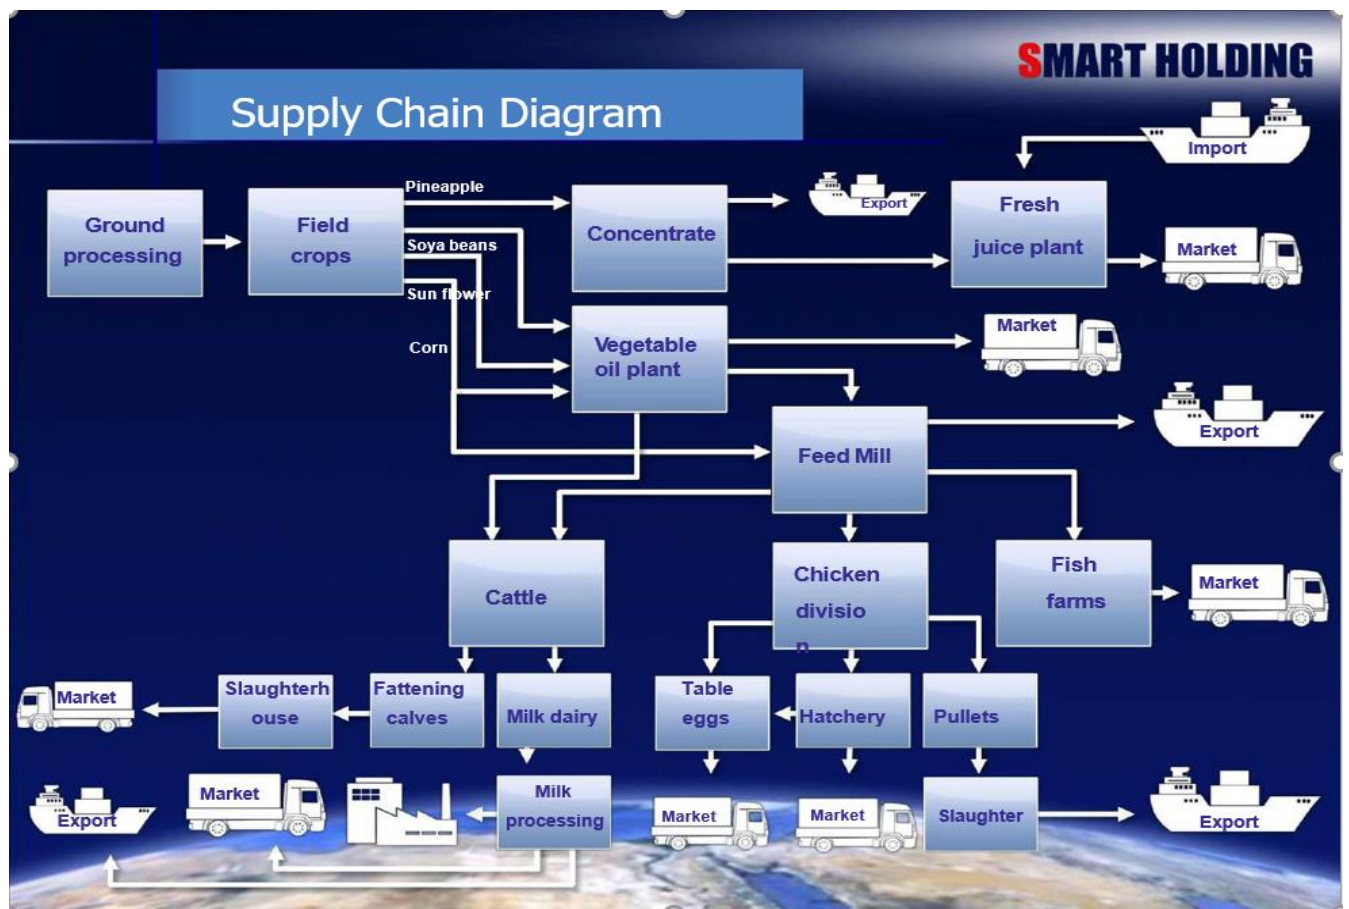 SMART HOLDING
Supply Chain Diagram
Import
Pineapple
Ground
processing
Field
crops
Concentrate
Export
Fresh
juice plant
Market
Soya beans
Sun flower
Corn
Vegetable
oil plant
Market
Feed Mill
Export
Cattle
Chicken
divisio
n
Fish
farms
Market
Market
Slaughterh
ouse
Fattening
calves
Milk dairy
Table
eggs
Hatchery
Pullets
Export
Market
Milk
processing
Market
Market
Slaughter
Export